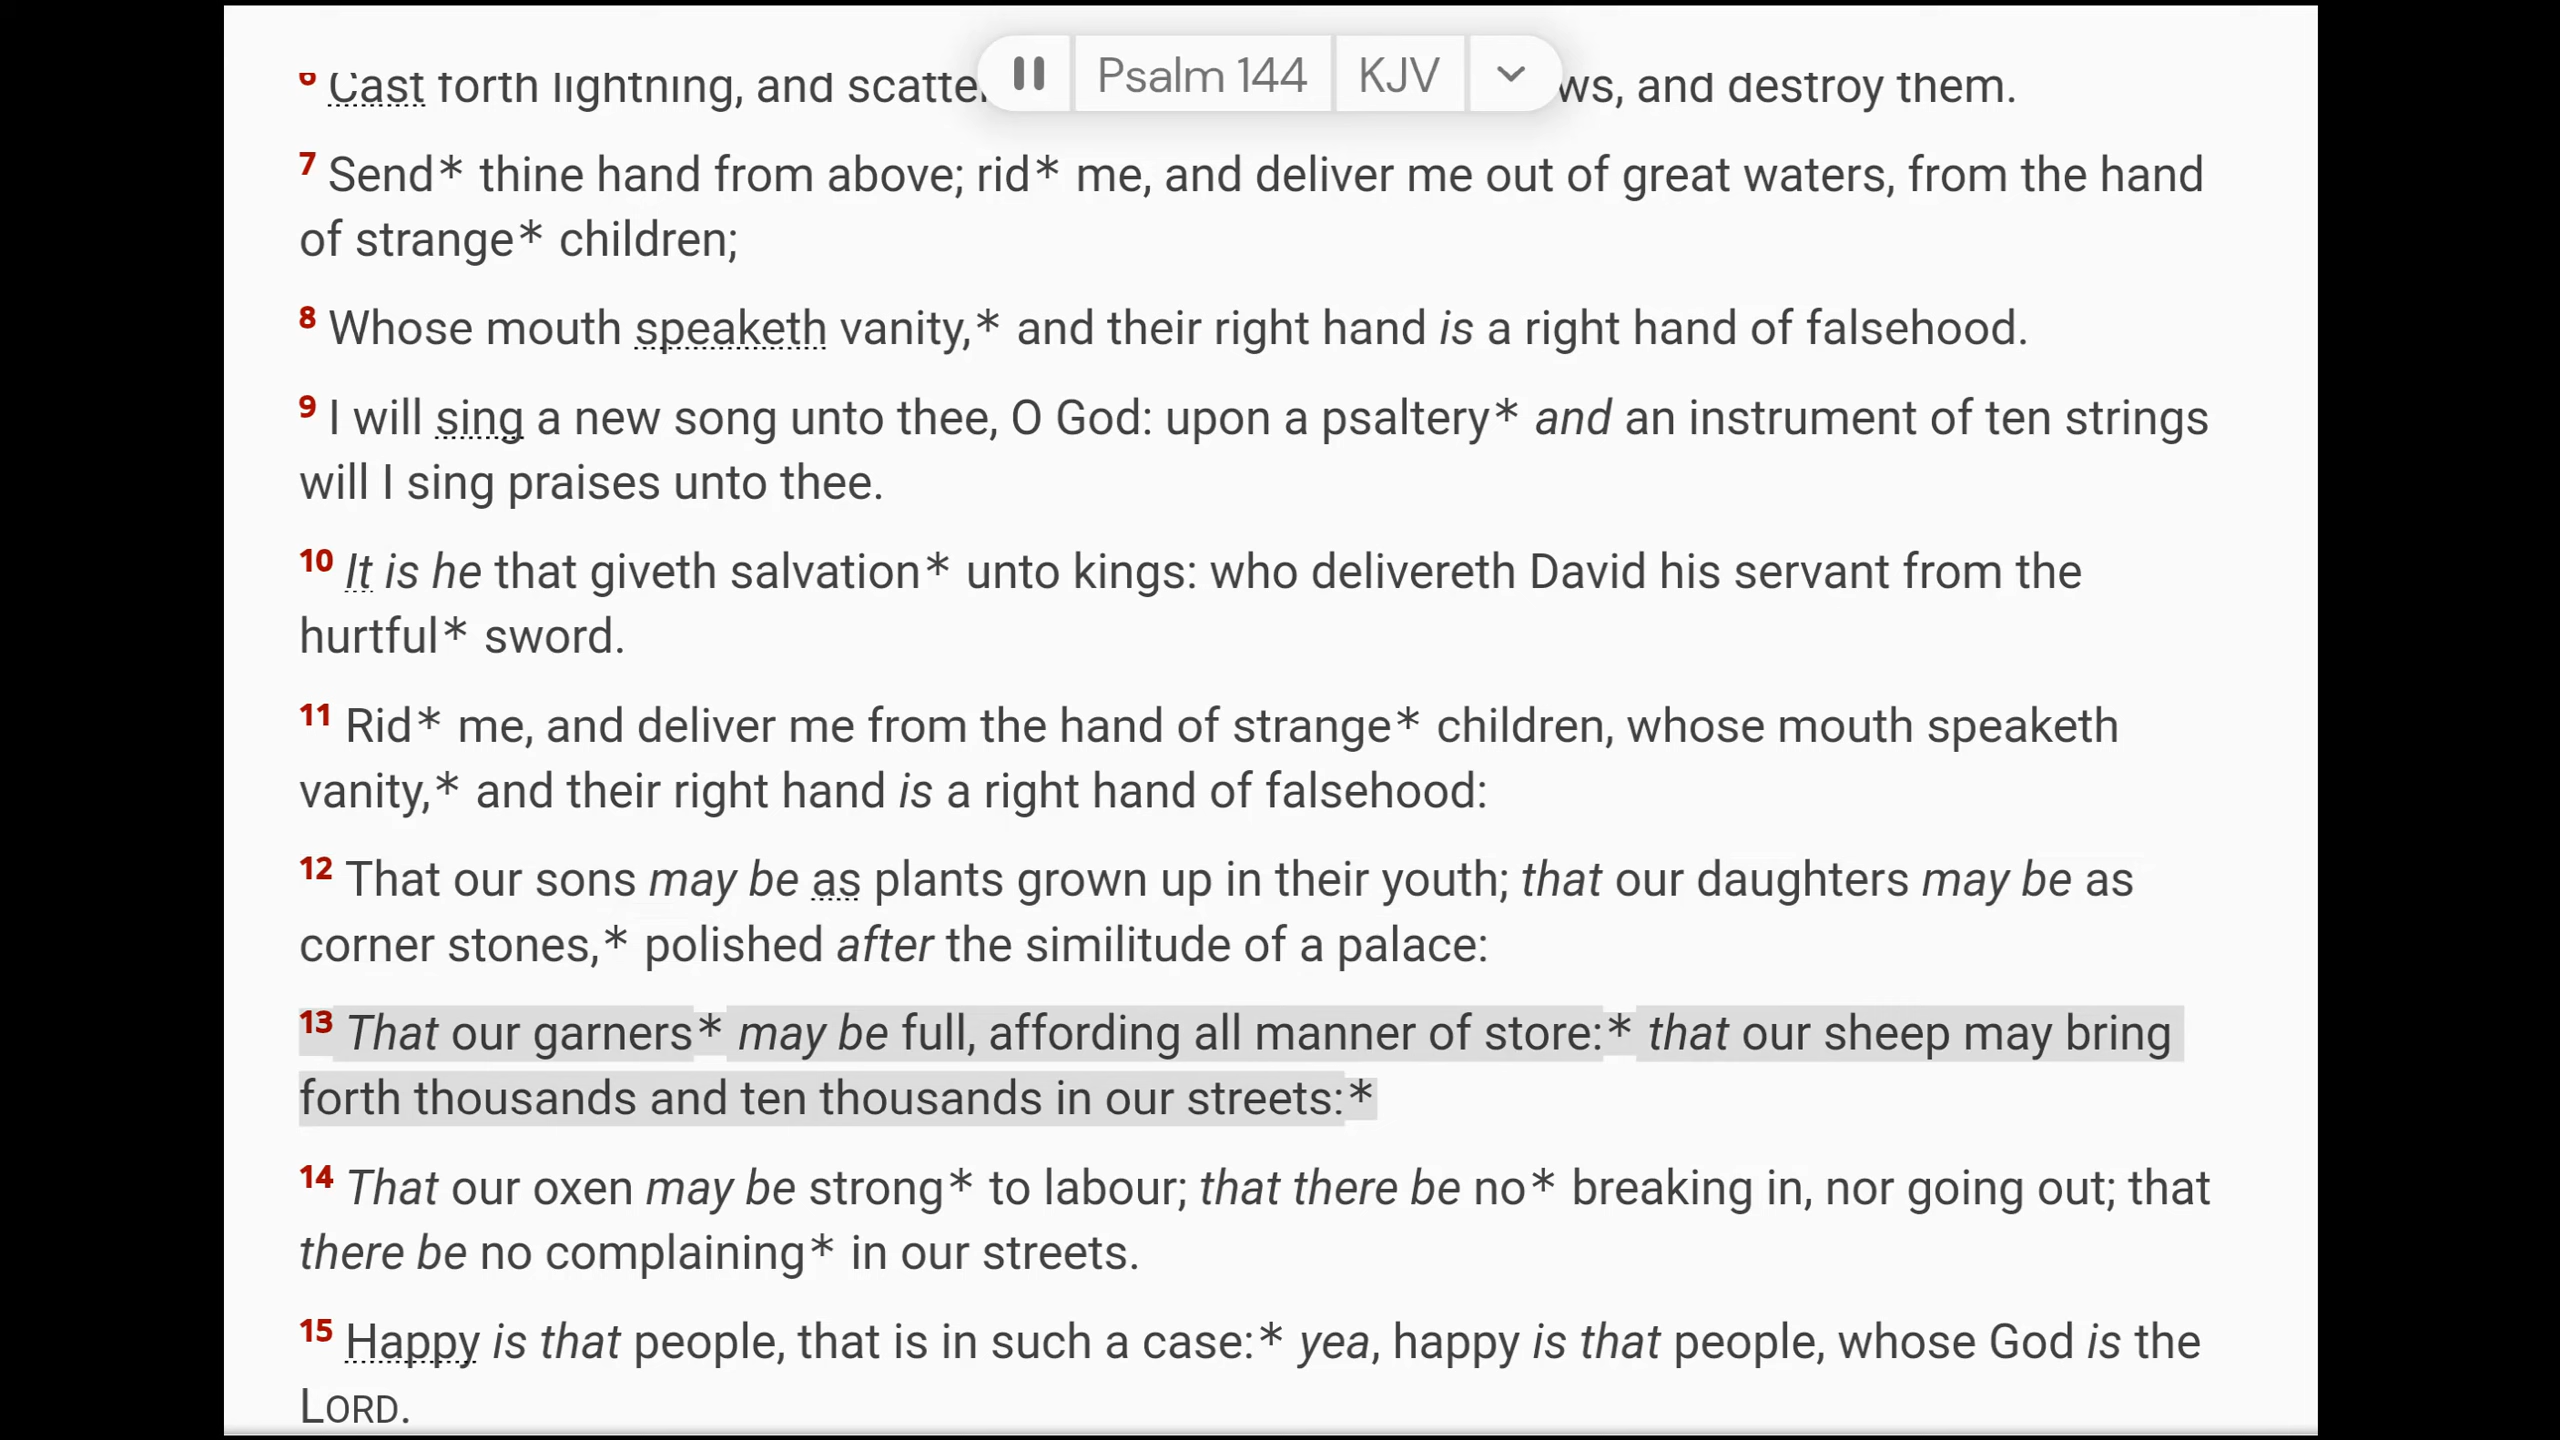 Psalm 144 KJV
6 Cast forth lightning, and scatter ws, and destroy them.
7 Send* thine hand from above; rid* me, and deliver me out of great waters, from the hand
of strange* children;
8 Whose mouth speaketh vanity,* and their right hand is a right hand of falsehood.
9 I will sing a new song unto thee, O God: upon a psaltery* and an instrument of ten strings
will I sing praises unto thee.
10 It is he that giveth salvation* unto kings: who delivereth David his servant from the
hurtful* sword.
11 Rid* me, and deliver me from the hand of strange* children, whose mouth speaketh
vanity,* and their right hand is a right hand of falsehood:
12 That our sons may be as plants grown up in their youth; that our daughters may be as
corner stones,* polished after the similitude of a palace:
13 That our garners* may be full, affording all manner of store:* that our sheep may bring
forth thousands and ten thousands in our streets:*
14 That our oxen may be strong* to labour; that there be no* breaking in, nor going out; that
there be no complaining* in our streets.
15 Happy is that people, that is in such a case:* yea, happy is that people, whose God is the
LORD.